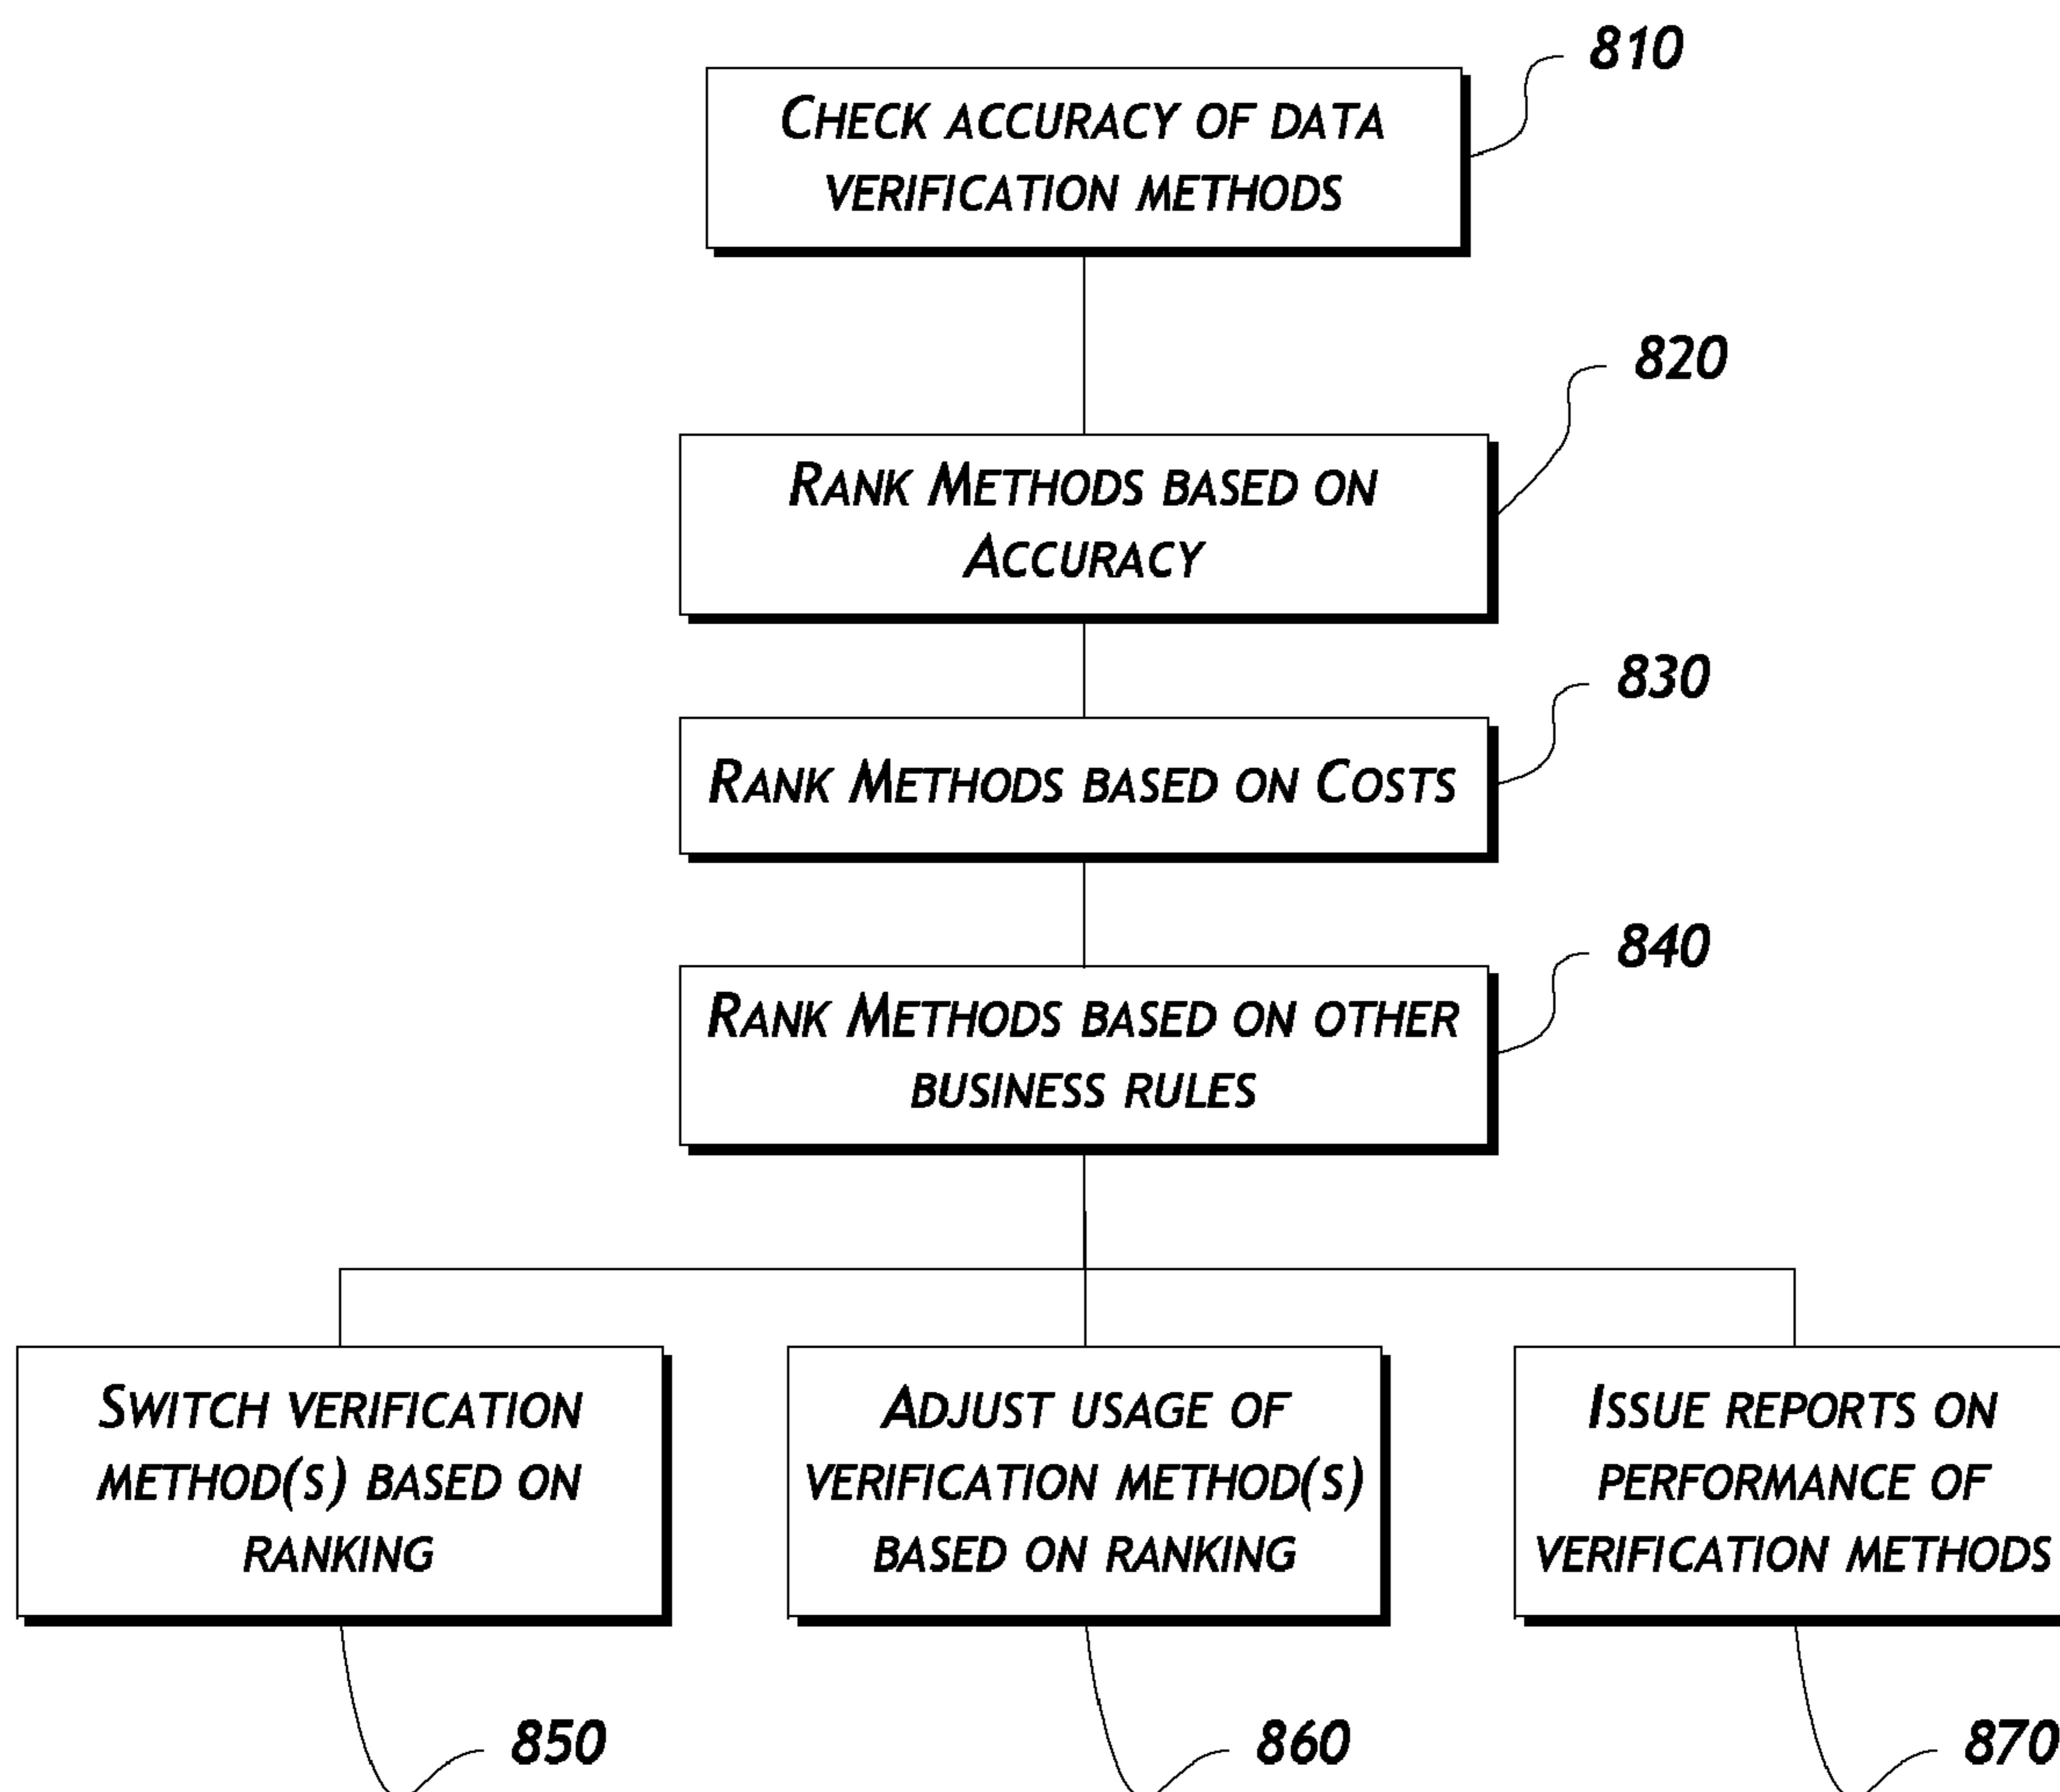 810
CHECK ACCURACY OF DATA
VERIFICATION METHODS
820
RANK METHODS BASED ON
ACCURACY
830
RANK METHODS BASED ON COSTS
840
RANK METHODS BASED ON OTHER
BUSINESS RULES
SWITCH VERIFICATION
METHOD(S) BASED ON
RANKING
850
ADJUST USAGE OF
VERIFICATION METHOD(S)
BASED ON RANKING
860
ISSUE REPORTS ON
PERFORMANCE OF
VERIFICATION METHODS
870